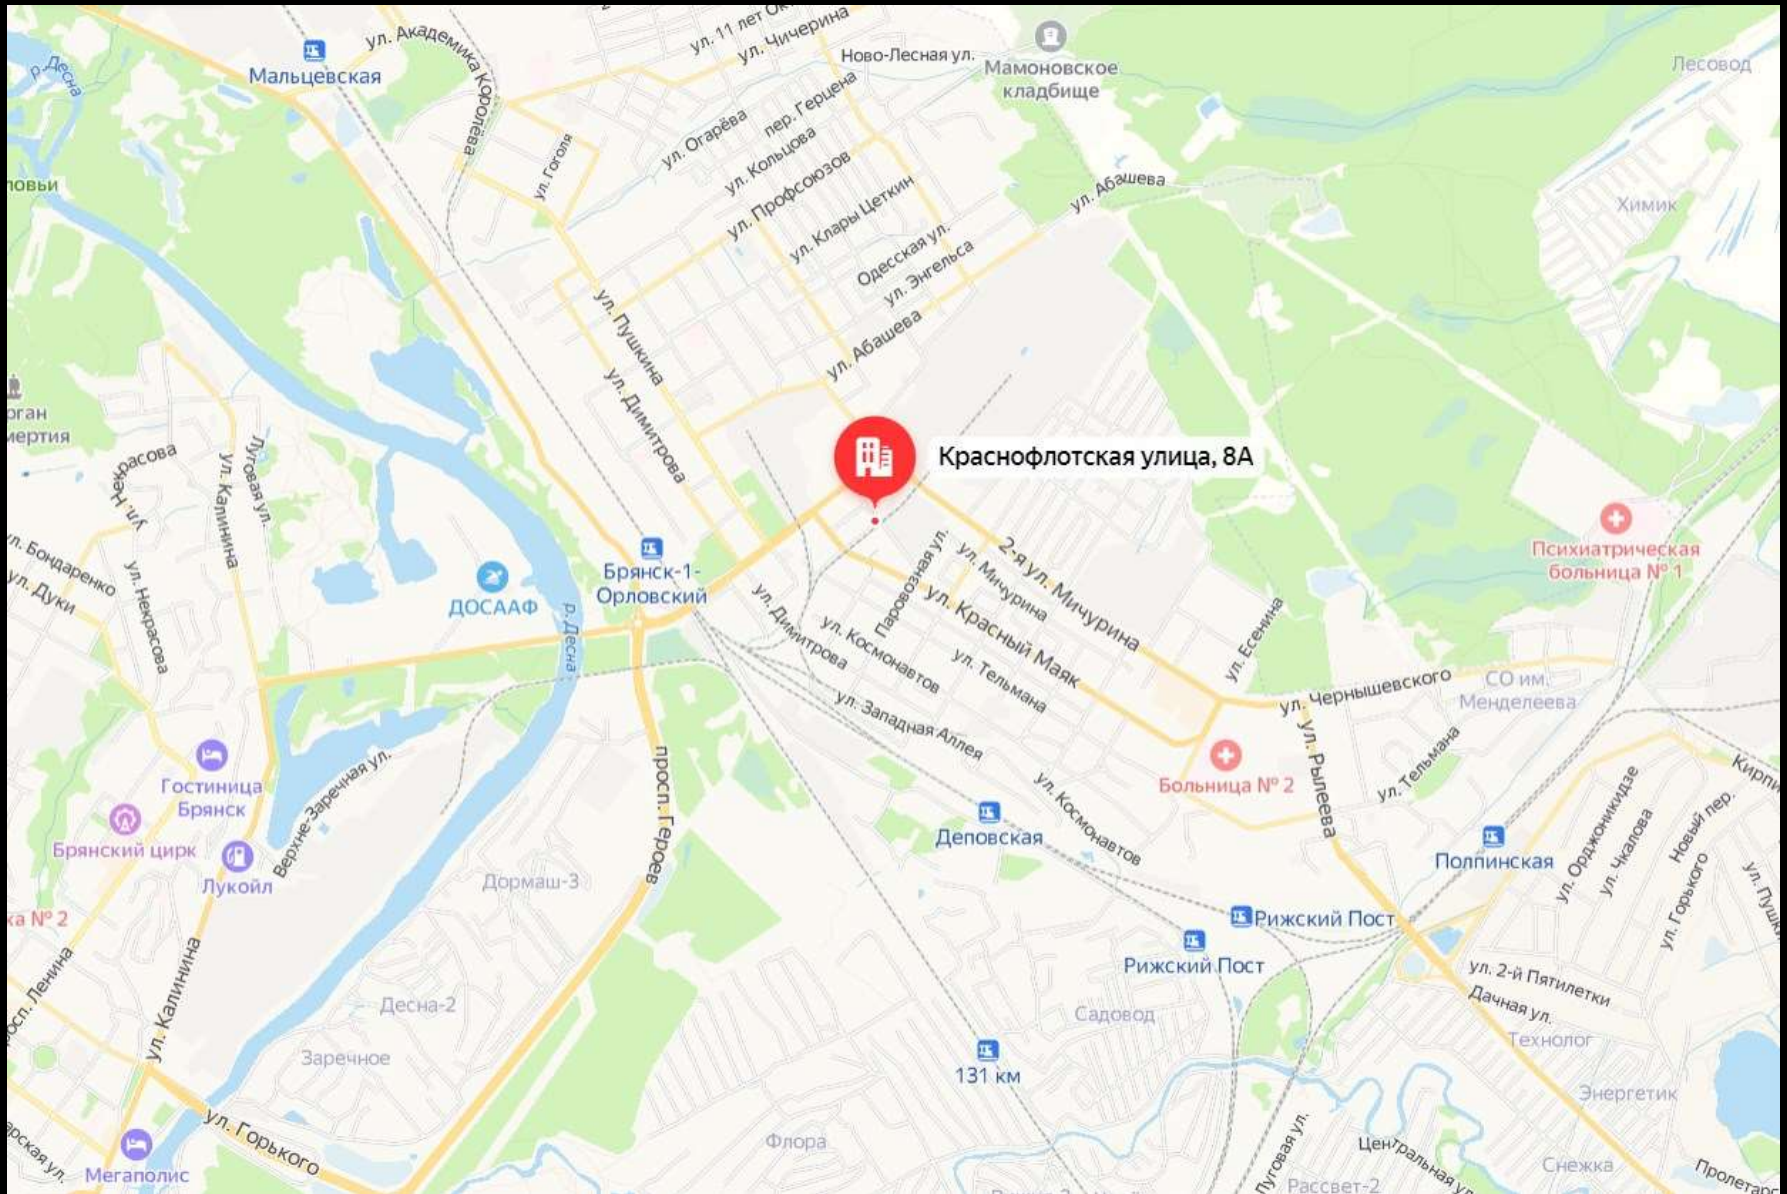 ул. 11 лет
ул. Чичерина
ул. Академика Королёва
Мальцевская
Ново-Лесная ул.
Мамоновское
кладбище
Лесовод
р. Десна
пер. Герцена
ул. Огарёва
ул. Кольцова
ул. Гоголя
ул. Профсоюзов
ул. Абашева
ул. Клары Цеткин
Химик
Одесская ул.
ул. Энгельса
ул. Пушкина
ул. Абашева
ул. Димитрова
Краснофлотская улица, 8А
ул. Некрасова
Луговая ул.
ул. Калинина
Психиатрическая
больница № 1
ул. Бондаренко
ул. Дуки
ул. Некрасова
ДОСААФ
р. Десна
Брянск-1-
Орловский
2-я ул. Мичурина
ул. Мичурина
Паровозная ул.
ул. Красный Маяк
ул. Димитрова
ул. Космонавтов
ул. Тельмана
ул. Есенина
ул. Западная Аллея
ул. Чернышевского
СО им.
Менделеева
ул. Рылеева
ул. Тельмана
Больница № 2
Гостиница
Брянск
Верхне-Заречная ул.
просп. Героев
Брянский цирк
Лукойл
Дормаш-3
Деповская
ул. Космонавтов
Полпинская
ул. Орджоникидзе
ул. Чкалова
Новый пер.
ул. Горького
Рижский Пост
Рижский Пост
ул. 2-й Пятилетки
Дачная ул.
Технолог
ул. Калинина
Десна-2
Заречное
Садовод
131 км
Энергетик
ул. Горького
Мегаполис
Флора
Луговая ул.
Центральная ул.
Снежка
Рассвет-2